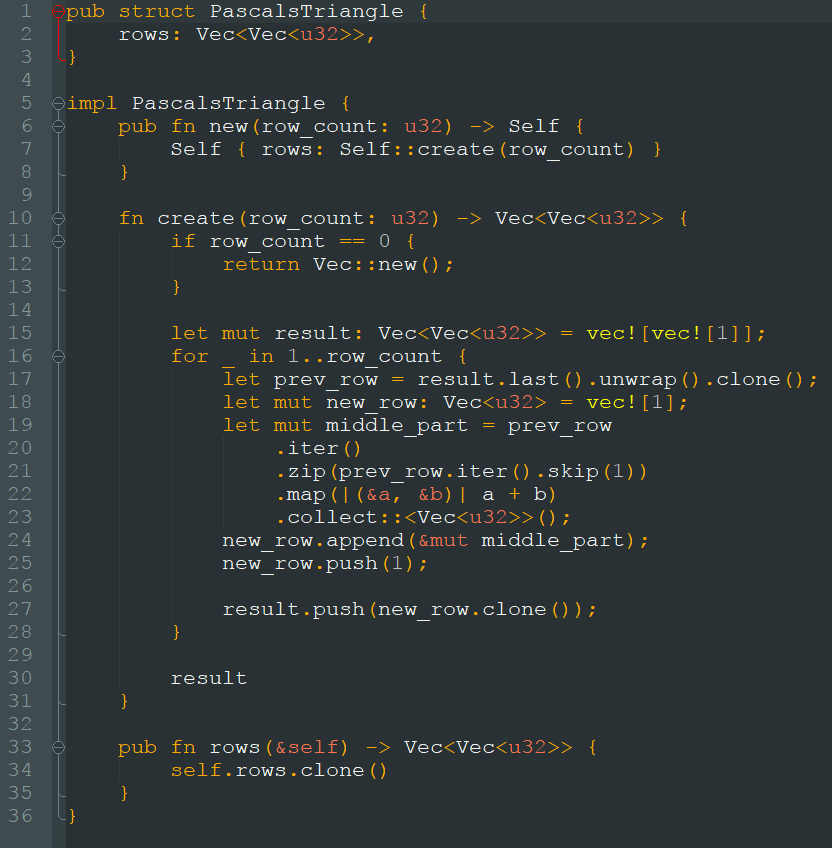 1 pub struct PascalsTriangle {
2     rows: Vec<Vec<u32>>,
3 }
4
5 impl PascalsTriangle {
6     pub fn new(row_count: u32) -> Self {
7         Self { rows: Self::create(row_count) }
8     }
9
10     fn create(row_count: u32) -> Vec<Vec<u32>> {
11         if row_count == 0 {
12             return Vec::new();
13         }
14
15         let mut result: Vec<Vec<u32>> = vec![vec![1]];
16         for _ in 1..row_count {
17             let prev_row = result.last().unwrap().clone();
18             let mut new_row: Vec<u32> = vec![1];
19             let mut middle_part = prev_row
20                 .iter()
21                 .zip(prev_row.iter().skip(1))
22                 .map(|(&a, &b)| a + b)
23                 .collect::<Vec<u32>>();
24             new_row.append(&mut middle_part);
25             new_row.push(1);
26
27             result.push(new_row.clone());
28         }
29
30         result
31     }
32
33     pub fn rows(&self) -> Vec<Vec<u32>> {
34         self.rows.clone()
35     }
36 }